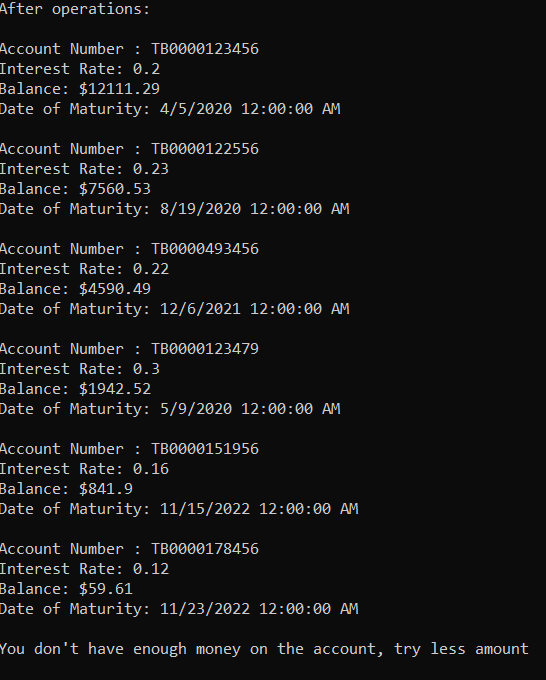 After operations:
Account Number : TB0000123456
Interest Rate: 0.2
Balance: $12111.29
Date of Maturity: 4/5/2020 12:00:00 AM
Account Number : TB0000122556
Interest Rate: 0.23
Balance: $7560.53
Date of Maturity: 8/19/2020 12:00:00 AM
Account Number : TB0000493456
Interest Rate: 0.22
Balance: $4590.49
Date of Maturity: 12/6/2021 12:00:00 AM
Account Number : TB0000123479
Interest Rate: 0.3
Balance: $1942.52
Date of Maturity: 5/9/2020 12:00:00 AM
Account Number : TB0000151956
Interest Rate: 0.16
Balance: $841.9
Date of Maturity: 11/15/2022 12:00:00 AM
Account Number : TB0000178456
Interest Rate: 0.12
Balance: $59.61
Date of Maturity: 11/23/2022 12:00:00 AM
You don't have enough money on the account, try less amount